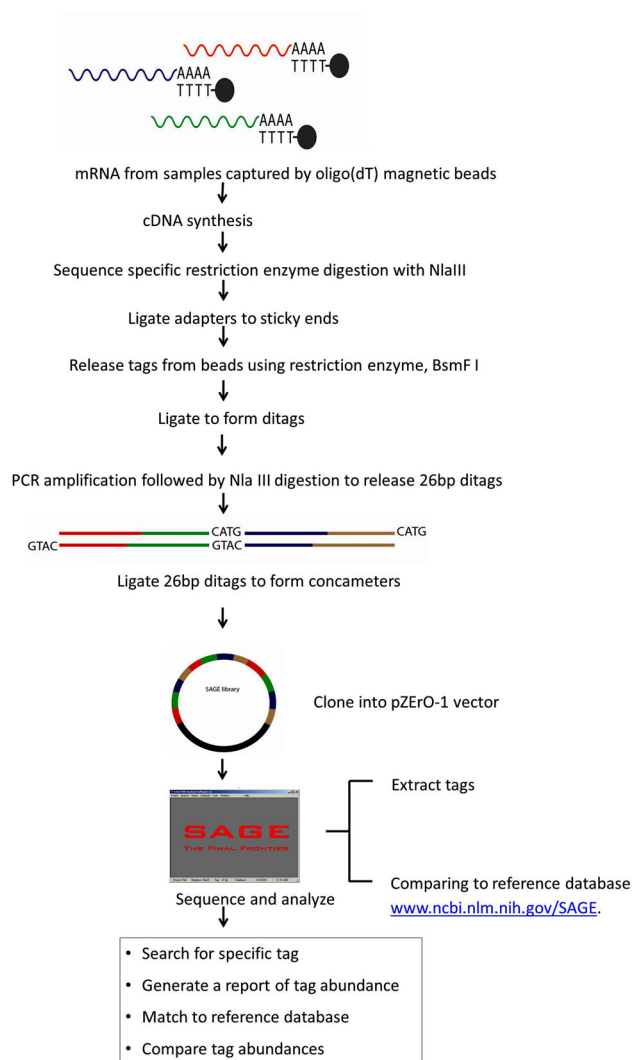 AAAA
TTTT
AAAA
TTTT
AAAA
TTTT
mRNA from samples captured by oligo(dT) magnetic beads
cDNA synthesis
Sequence specific restriction enzyme digestion with NlaIII
Ligate adapters to sticky ends
Release tags from beads using restriction enzyme, BsmF I
Ligate to form ditags
PCR amplification followed by Nla III digestion to release 26bp ditags
CATG CATG
GTAC GTAC
Ligate 26bp ditags to form concameters
SAGE library
Clone into pZErO-1 vector
SAGE
THE FINAL FRONTIER
Sequence and analyze
Extract tags
Comparing to reference database
www.ncbi.nlm.nih.gov/SAGE.
• Search for specific tag
• Generate a report of tag abundance
• Match to reference database
• Compare tag abundances